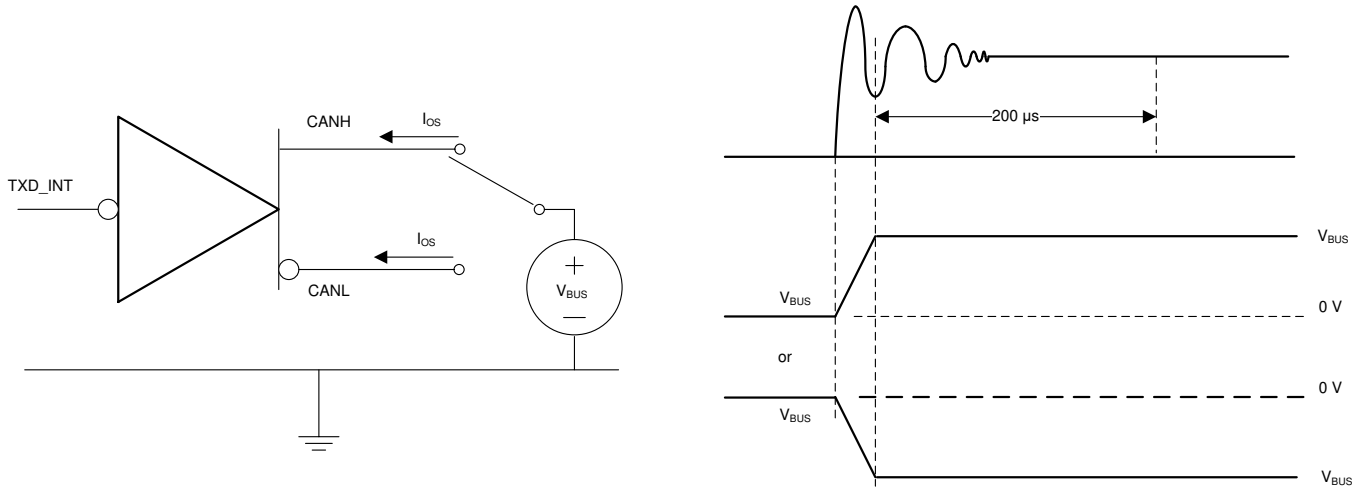 CANH
I_OS
TXD_INT
I_OS
CANL
+
V_BUS
—
200 µs
V_BUS
V_BUS
0 V
or
0 V
V_BUS
V_BUS